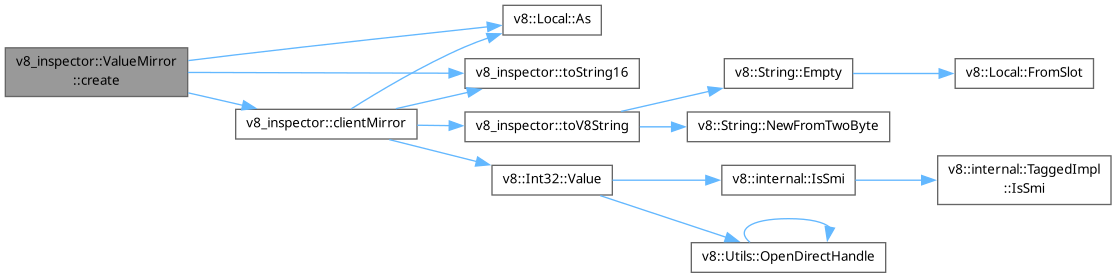 v8_inspector::ValueMirror
::create
v8::Local::As
v8_inspector::toString16
v8_inspector::clientMirror
v8_inspector::toV8String
v8::Int32::Value
v8::String::Empty
v8::String::NewFromTwoByte
v8::internal::IsSmi
v8::Utils::OpenDirectHandle
v8::Local::FromSlot
v8::internal::TaggedImpl
::IsSmi